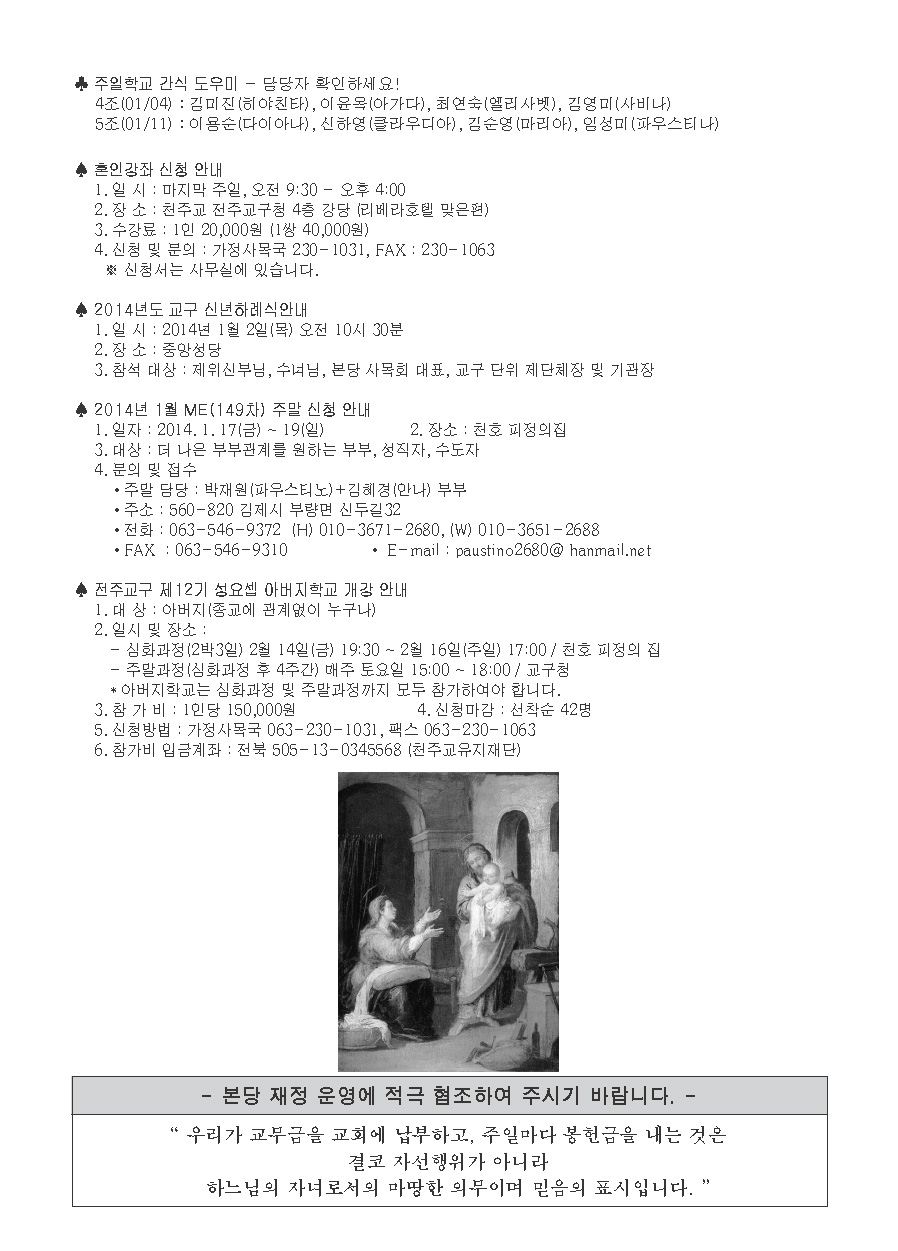 ♣ 주일학교 간식 도우미 - 담당자 확인하세요!
4조(01/04) : 김미진(히야친타), 이윤옥(아가다), 최연숙(엘리사벳), 김영미(사비나)
5조(01/11) : 이용순(다이아나), 신하영(클라우디아), 김순영(마리아), 임성미(파우스티나)
♠ 혼인강좌 신청 안내
1. 일 시 : 마지막 주일, 오전 9:30 - 오후 4:00
2. 장 소 : 천주교 전주교구청 4층 강당 (리베라호텔 맞은편)
3. 수강료 : 1인 20,000원 (1쌍 40,000원)
4. 신청 및 문의 : 가정사목국 230-1031, FAX : 230-1063
※ 신청서는 사무실에 있습니다.
♠ 2014년도 교구 신년하례식안내
1. 일 시 : 2014년 1월 2일(목) 오전 10시 30분
2. 장 소 : 중앙성당
3. 참석 대상 : 제위신부님, 수녀님, 본당 사목회 대표, 교구 단위 제단체장 및 기관장
♠ 2014년 1월 ME(149차) 주말 신청 안내
1. 일자 : 2014. 1. 17(금) ~ 19(일) 2. 장소 : 천호 피정의집
3. 대상 : 더 나은 부부관계를 원하는 부부, 성직자, 수도자
4. 문의 및 접수
• 주말 담당 : 박재원(파우스티노)+김혜경(안나) 부부
• 주소 : 560-820 김제시 부량면 신두길32
• 전화 : 063-546-9372 (H) 010-3671-2680, (W) 010-3651-2688
• FAX : 063-546-9310 • E-mail : paustino2680@ hanmail.net
♠ 전주교구 제12기 성요셉 아버지학교 개강 안내
1. 대 상 : 아버지(종교에 관계없이 누구나)
2. 일시 및 장소 :
- 심화과정(2박3일) 2월 14일(금) 19:30 ~ 2월 16일(주일) 17:00 / 천호 피정의 집
- 주말과정(심화과정 후 4주간) 매주 토요일 15:00 ~ 18:00 / 교구청
* 아버지학교는 심화과정 및 주말과정까지 모두 참가하여야 합니다.
3. 참 가 비 : 1인당 150,000원 4. 신청마감 : 선착순 42명
5. 신청방법 : 가정사목국 063-230-1031, 팩스 063-230-1063
6. 참가비 입금계좌 : 전북 505-13-0345568 (천주교유지재단)
- 본당 재정 운영에 적극 협조하여 주시기 바랍니다. -
“ 우리가 교무금을 교회에 납부하고, 주일마다 봉헌금을 내는 것은
결코 자선행위가 아니라
하느님의 자녀로서의 마땅한 의무이며 믿음의 표시입니다. ”